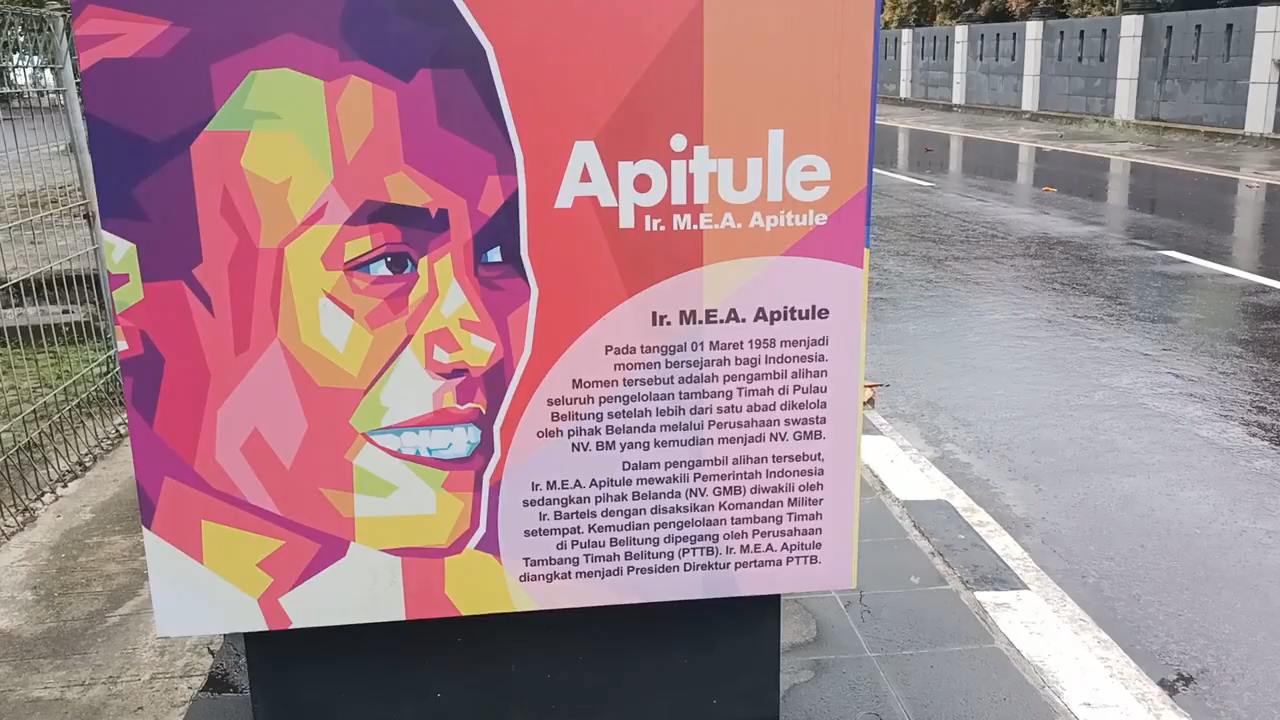 Apitule
Ir. M.E.A. Apitule
Ir. M.E.A. Apitule
Pada tanggal 01 Maret 1958 menjadi
momen bersejarah bagi Indonesia.
Momen tersebut adalah pengambil alihan
seluruh pengelolaan tambang Timah di Pulau
Belitung setelah lebih dari satu abad dikelola
oleh pihak Belanda melalui Perusahaan swasta
NV. BM yang kemudian menjadi NV. GMB.
Dalam pengambil alihan tersebut,
Ir. M.E.A. Apitule mewakili Pemerintah Indonesia
sedangkan pihak Belanda (NV. GMB) diwakili oleh
Ir. Bartels dengan disaksikan Komandan Militer
setempat. Kemudian pengelolaan tambang Timah
di Pulau Belitung dipegang oleh Perusahaan
Tambang Timah Belitung (PTTB). Ir. M.E.A. Apitule
diangkat menjadi Presiden Direktur pertama PTTB.